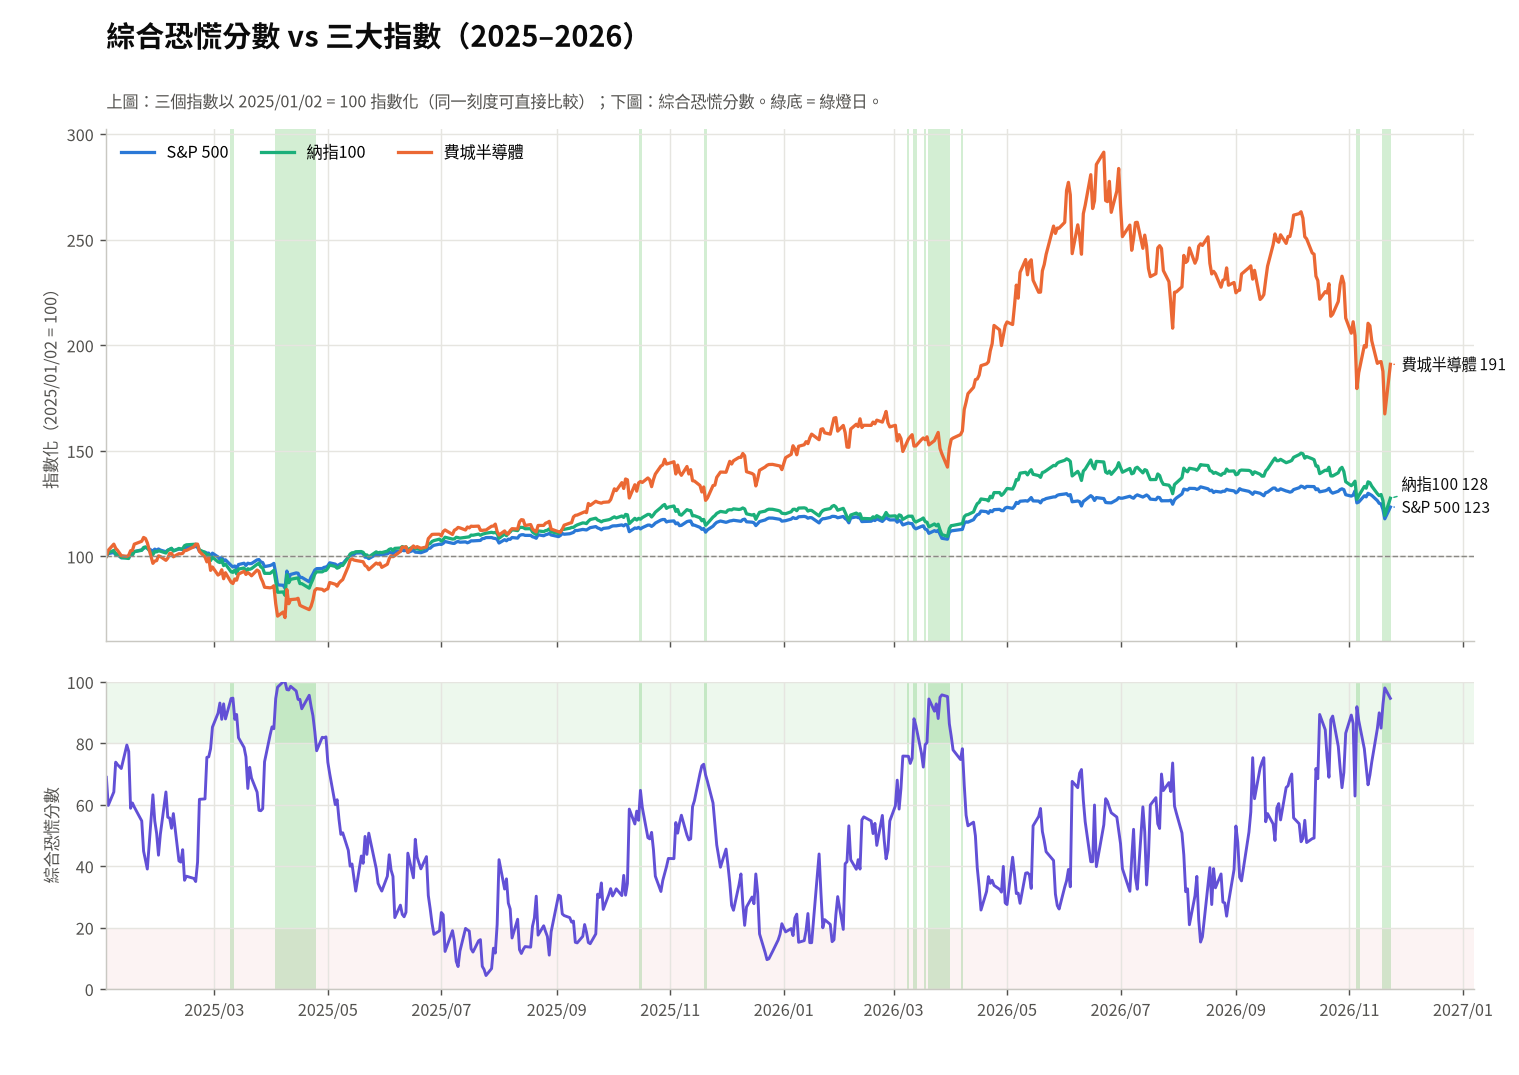 綜合恐慌分數 vs 三大指數（2025–2026）
上圖：三個指數以 2025/01/02 = 100 指數化（同一刻度可直接比較）；下圖：綜合恐慌分數。綠底 = 綠燈日。
S&P 500
納指100
費城半導體
指數化（2025/01/02 = 100）
300
250
200
150
100
費城半導體 191
納指100 128
S&P 500 123
綜合恐慌分數
100
80
60
40
20
0
2025/03
2025/05
2025/07
2025/09
2025/11
2026/01
2026/03
2026/05
2026/07
2026/09
2026/11
2027/01